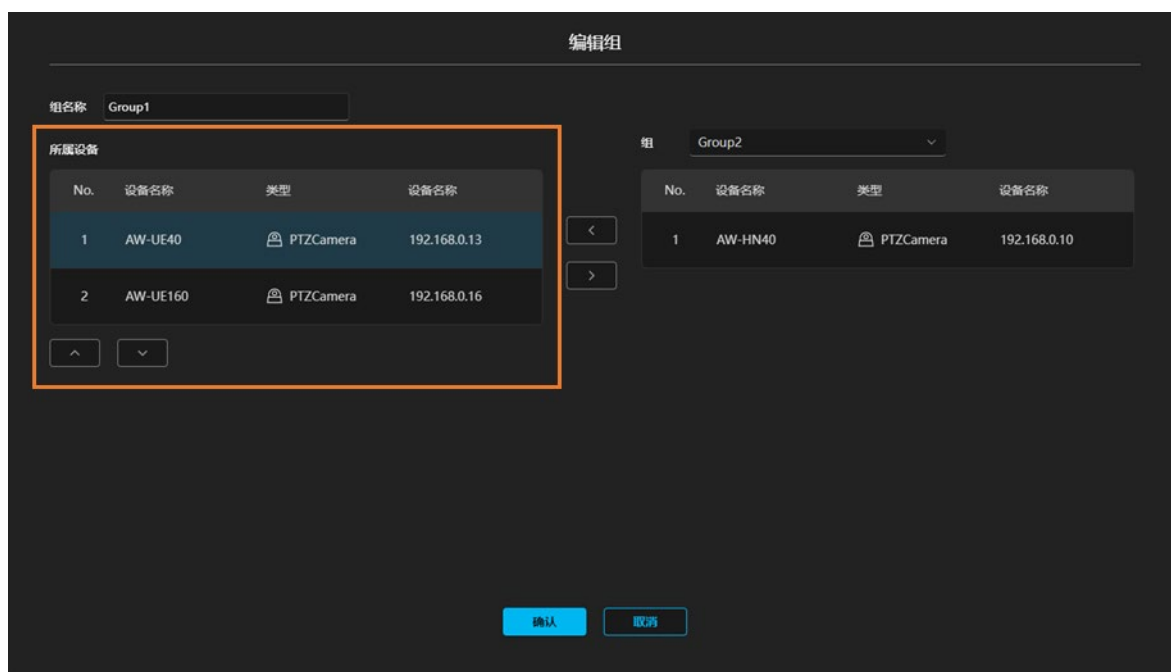 编辑组
组名称 Group1
所属设备
No. 设备名称 类型 设备名称
1 AW-UE40 PTZCamera 192.168.0.13
2 AW-UE160 PTZCamera 192.168.0.16
组 Group2
No. 设备名称 类型 设备名称
1 AW-HN40 PTZCamera 192.168.0.10
确认 取消